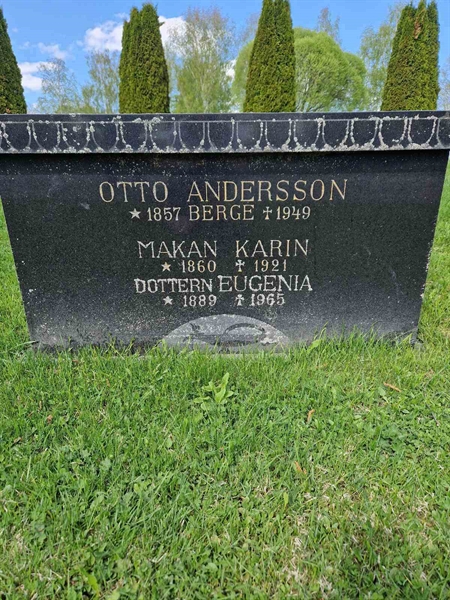 OTTO ANDERSSON
★ 1857 BERGE ✝ 1949
MAKAN KARIN
★ 1860 ✝ 1921
DOTTERN EUGENIA
★ 1889 ✝ 1965